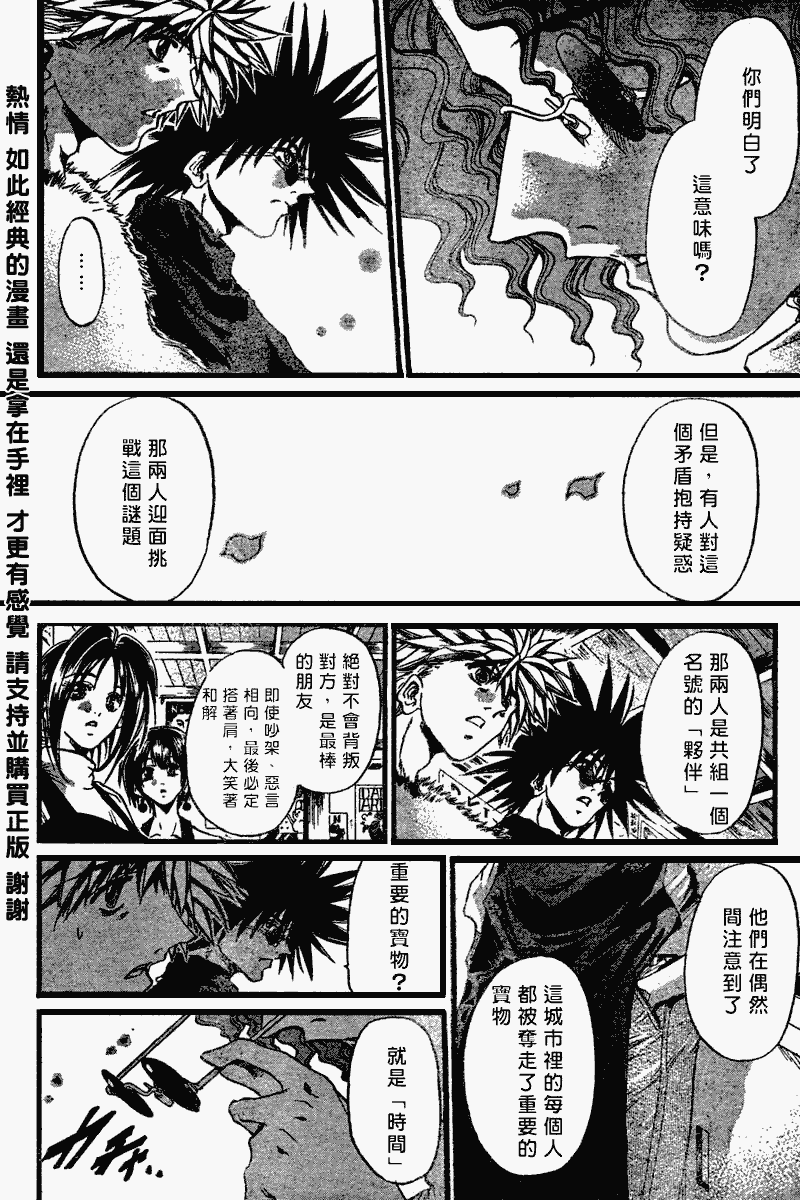 你們明白了
這意味嗎？
……
但是，有人對這
個矛盾抱持疑惑
那兩人迎面挑
戰這個謎題
那兩人是共組一個
名號的「夥伴」
絕對不會背叛
對方，是最棒
的朋友
即使吵架、惡言
相向，最後必定
搭著肩，大笑著
和解
他們在偶然
間注意到了
這城市裡的每個人
都被奪走了重要的
寶物
重要的寶物？
就是「時間」
熱情 如此經典的漫畫 還是拿在手裡 才更有感覺 請支持並購買正版 謝謝